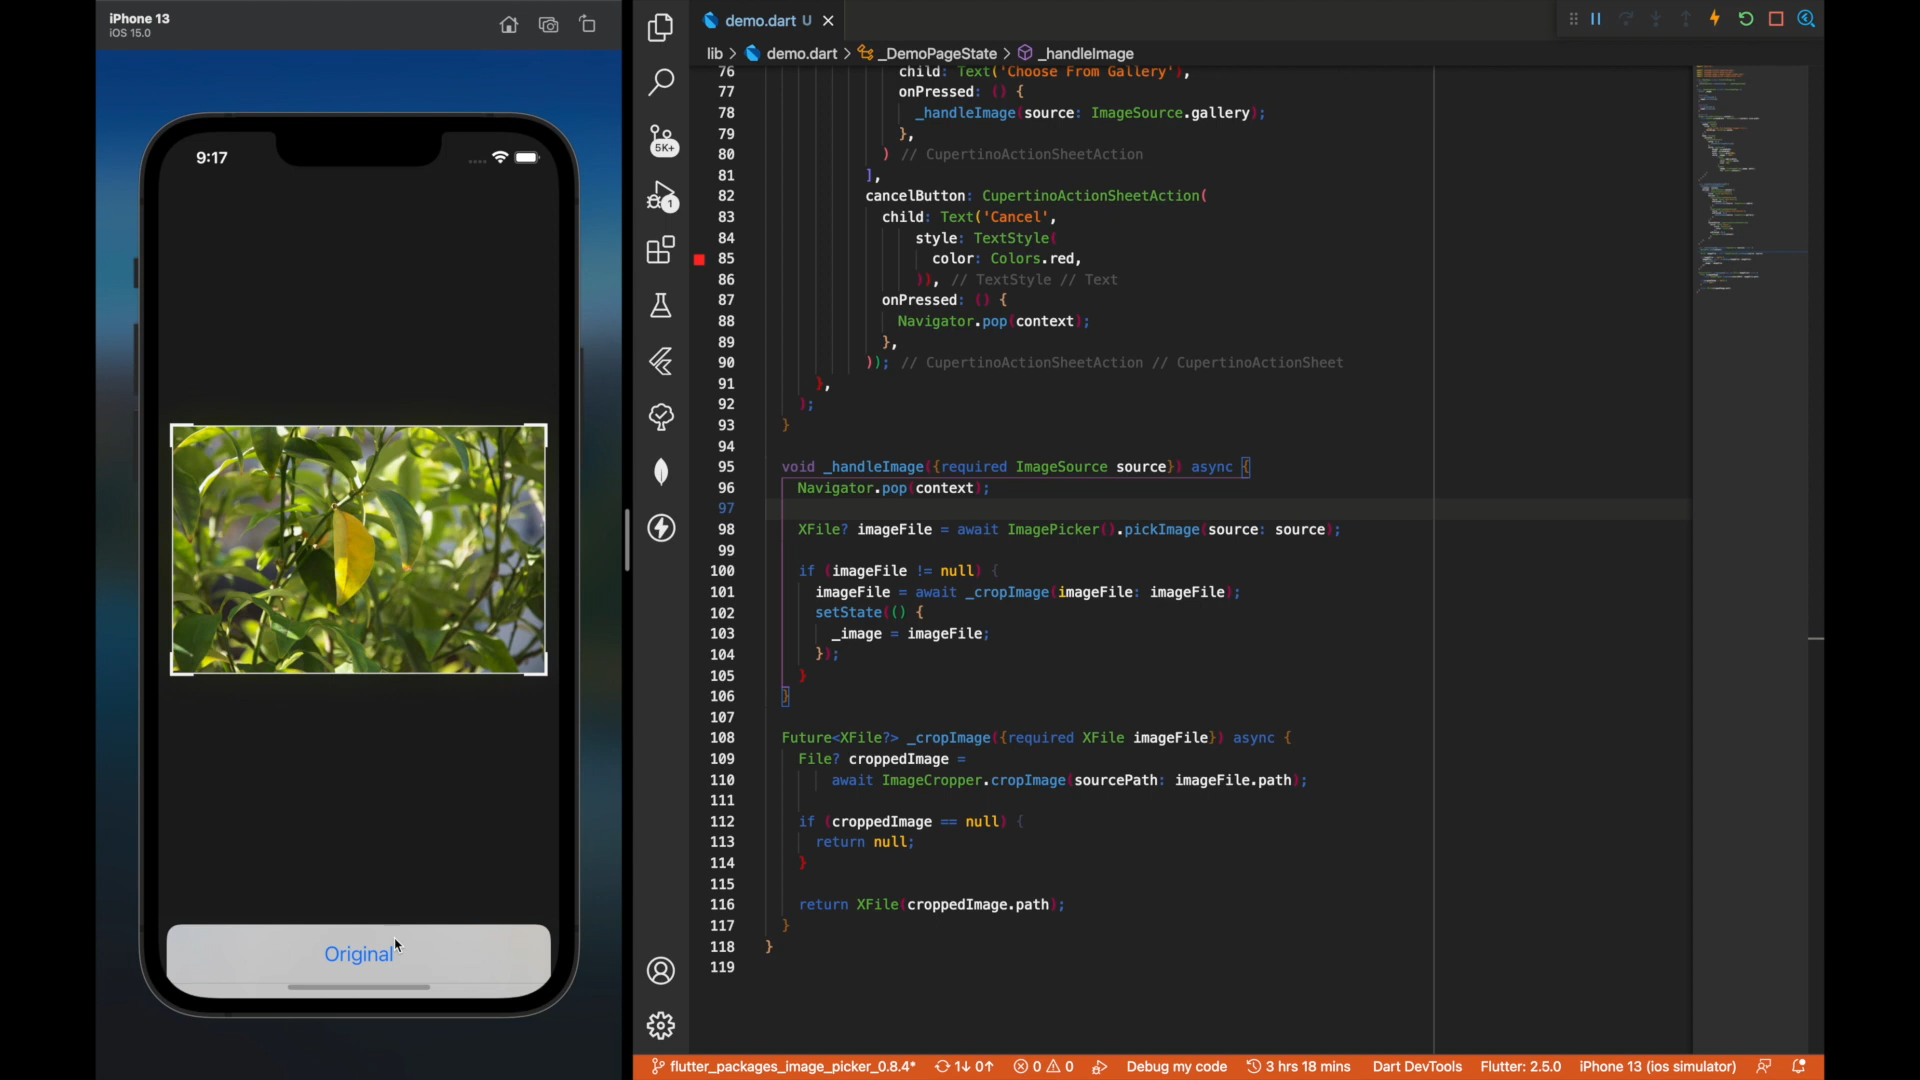 iPhone 13
iOS 15.0
9:17
Original
5K+
1
demo.dart U
lib > demo.dart > _DemoPageState > _handleImage
76 child: Text('Choose From Gallery'),
77 onPressed: () {
78 _handleImage(source: ImageSource.gallery);
79 },
80 ) // CupertinoActionSheetAction
81 ],
82 cancelButton: CupertinoActionSheetAction(
83 child: Text('Cancel',
84 style: TextStyle(
85 color: Colors.red,
86 )), // TextStyle // Text
87 onPressed: () {
88 Navigator.pop(context);
89 },
90 )); // CupertinoActionSheetAction // CupertinoActionSheet
91 },
92 );
93 }
94
95 void _handleImage({required ImageSource source}) async {
96 Navigator.pop(context);
97
98 XFile? imageFile = await ImagePicker().pickImage(source: source);
99
100 if (imageFile != null) {
101 imageFile = await _cropImage(imageFile: imageFile);
102 setState(() {
103 _image = imageFile;
104 });
105 }
106 }
107
108 Future<XFile?> _cropImage({required XFile imageFile}) async {
109 File? croppedImage =
110 await ImageCropper.cropImage(sourcePath: imageFile.path);
111
112 if (croppedImage == null) {
113 return null;
114 }
115
116 return XFile(croppedImage.path);
117 }
118 }
119
flutter_packages_image_picker_0.8.4* 1↓ 0↑ 0 0 Debug my code 3 hrs 18 mins Dart DevTools Flutter: 2.5.0 iPhone 13 (ios simulator)